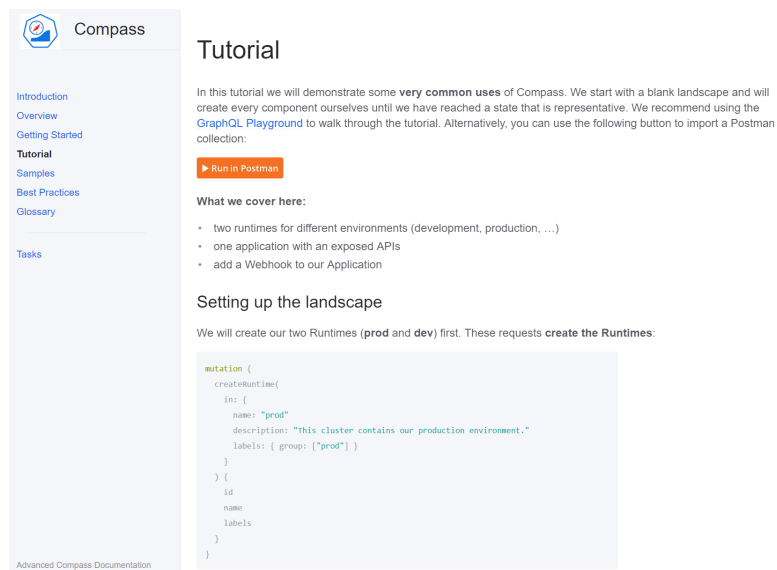 Compass
Introduction
Overview
Getting Started
Tutorial
Samples
Best Practices
Glossary
Tasks
Advanced Compass Documentation
Tutorial
In this tutorial we will demonstrate some very common uses of Compass. We start with a blank landscape and will
create every component ourselves until we have reached a state that is representative. We recommend using the
GraphQL Playground to walk through the tutorial. Alternatively, you can use the following button to import a Postman
collection:
Run in Postman
What we cover here:
• two runtimes for different environments (development, production, …)
• one application with an exposed APIs
• add a Webhook to our Application
Setting up the landscape
We will create our two Runtimes (prod and dev) first. These requests create the Runtimes:
mutation {
  createRuntime(
    in: {
      name: "prod"
      description: "This cluster contains our production environment."
      labels: { group: ["prod"] }
    }
  ) {
    id
    name
    labels
  }
}